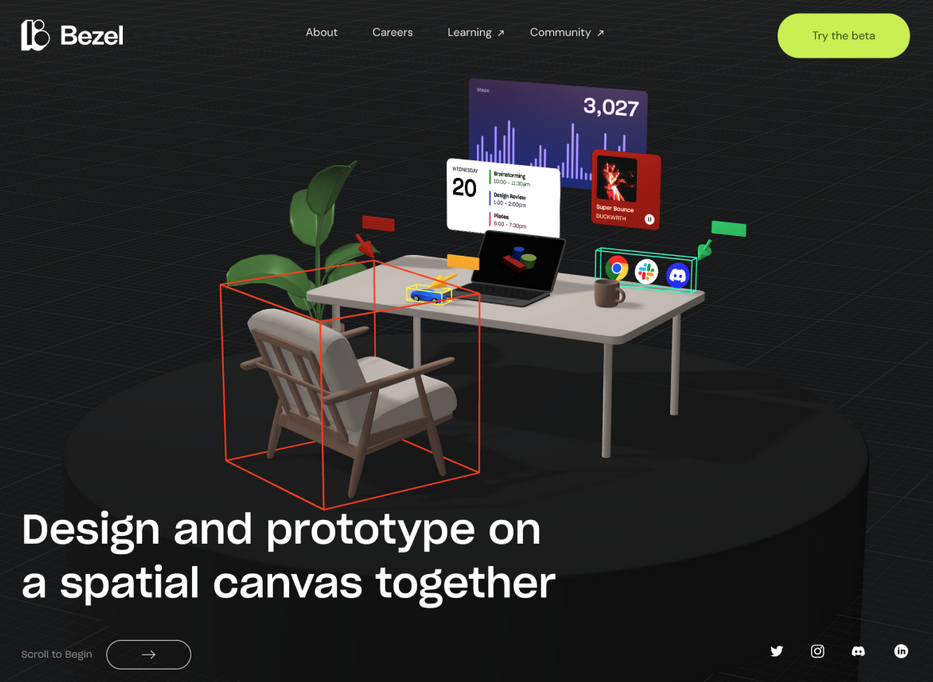 Bezel
About
Careers
Learning ↗
Community ↗
Try the beta
Steps
3,027
WEDNESDAY
20
Brainstorming
10:00 - 11:30am
Design Review
1:00 - 2:00pm
Pilates
6:00 - 7:30pm
Super Bounce
DUCKWRTH
Design and prototype on
a spatial canvas together
Scroll to Begin
in